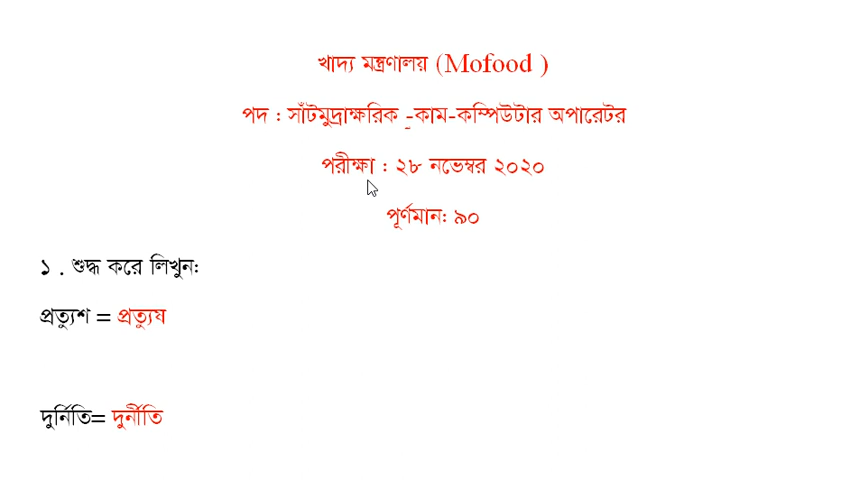 খাদ্য মন্ত্রণালয় (Mofood )
পদ : সাঁটমুদ্রাক্ষরিক -কাম-কম্পিউটার অপারেটর
পরীক্ষা : ২৮ নভেম্বর ২০২০
পূর্ণমান: ৯০
১ . শুদ্ধ করে লিখুন:
প্রত্যুশ = প্রত্যুষ
দুর্নিতি= দুর্নীতি